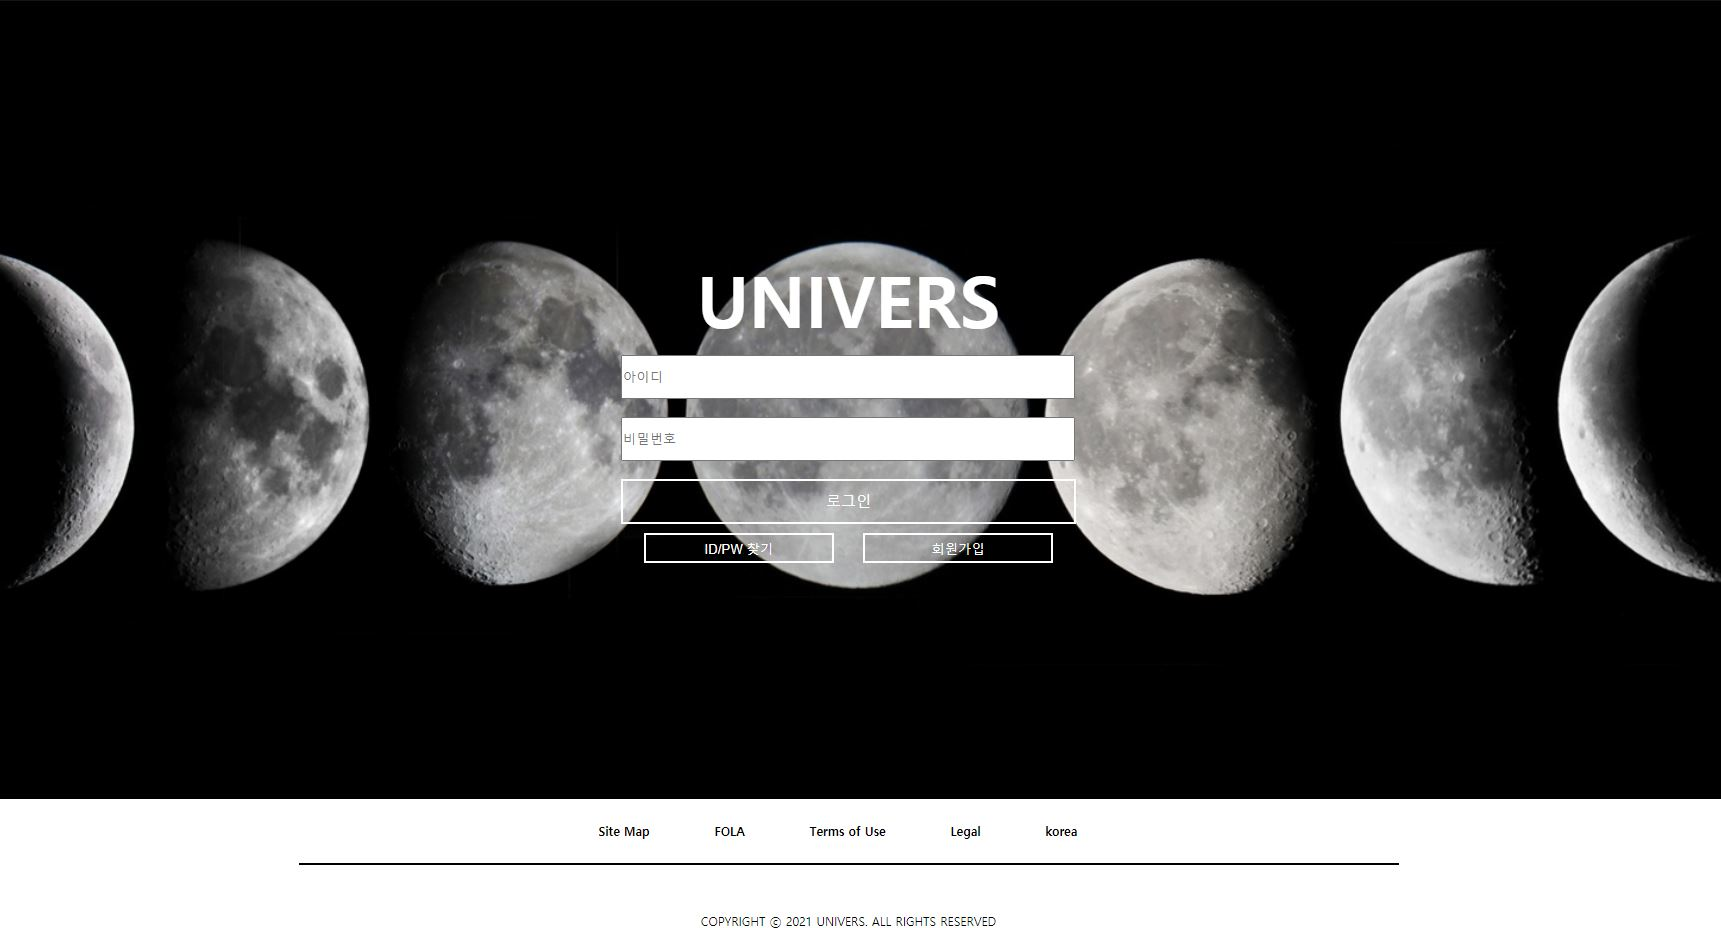 UNIVERS
아이디
비밀번호
로그인
ID/PW 찾기 회원가입
Site Map FOLA Terms of Use Legal korea
COPYRIGHT ⓒ 2021 UNIVERS. ALL RIGHTS RESERVED